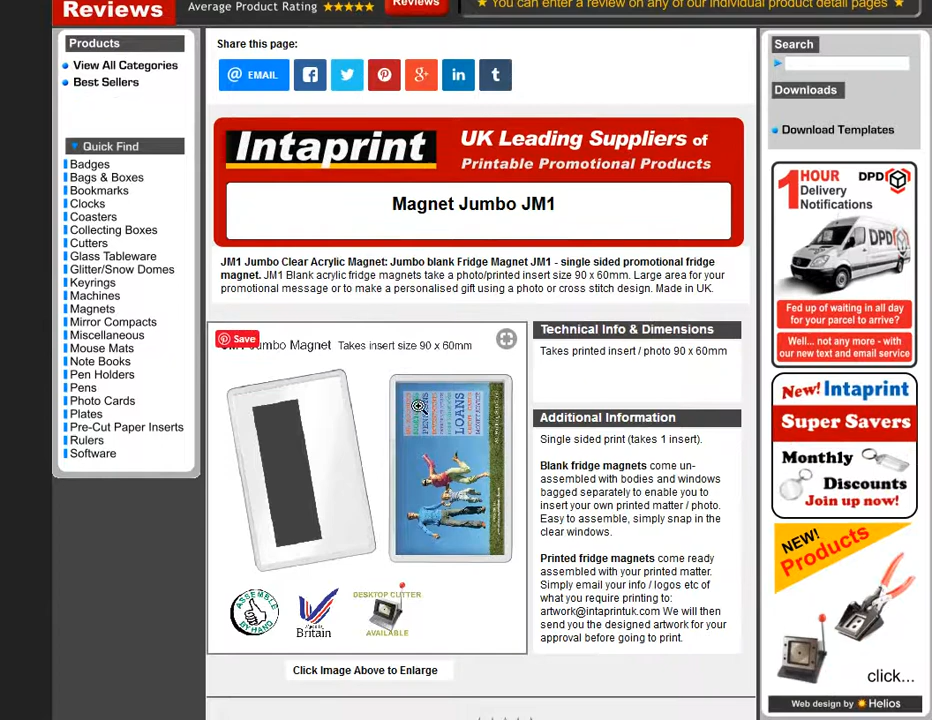 Reviews
Average Product Rating
Reviews
You can enter a review on any of our individual product detail pages
Products
View All Categories
Best Sellers
Quick Find
Badges
Bags & Boxes
Bookmarks
Clocks
Coasters
Collecting Boxes
Cutters
Glass Tableware
Glitter/Snow Domes
Keyrings
Machines
Magnets
Mirror Compacts
Miscellaneous
Mouse Mats
Note Books
Pen Holders
Pens
Photo Cards
Plates
Pre-Cut Paper Inserts
Rulers
Software
Share this page:
@ EMAIL
Intaprint
UK Leading Suppliers of
Printable Promotional Products
Magnet Jumbo JM1
JM1 Jumbo Clear Acrylic Magnet: Jumbo blank Fridge Magnet JM1 - single sided promotional fridge
magnet. JM1 Blank acrylic fridge magnets take a photo/printed insert size 90 x 60mm. Large area for your
promotional message or to make a personalised gift using a photo or cross stitch design. Made in UK.
Save
Jumbo Magnet Takes insert size 90 x 60mm
LOANS
ASSEMBLE
BY HAND
Britain
DESKTOP CUTTER
AVAILABLE
Click Image Above to Enlarge
Technical Info & Dimensions
Takes printed insert / photo 90 x 60mm
Additional Information
Single sided print (takes 1 insert).
Blank fridge magnets come un-
assembled with bodies and windows
bagged separately to enable you to
insert your own printed matter / photo.
Easy to assemble, simply snap in the
clear windows.
Printed fridge magnets come ready
assembled with your printed matter.
Simply email your info / logos etc of
what you require printing to:
artwork@intaprintuk.com We will then
send you the designed artwork for your
approval before going to print.
Search
Downloads
Download Templates
1 HOUR
Delivery
Notifications
DPD
DPD
Fed up of waiting in all day
for your parcel to arrive?
Well... not any more - with
our new text and email service
New! Intaprint
Super Savers
Monthly
Discounts
Join up now!
NEW!
Products
click...
Web design by Helios